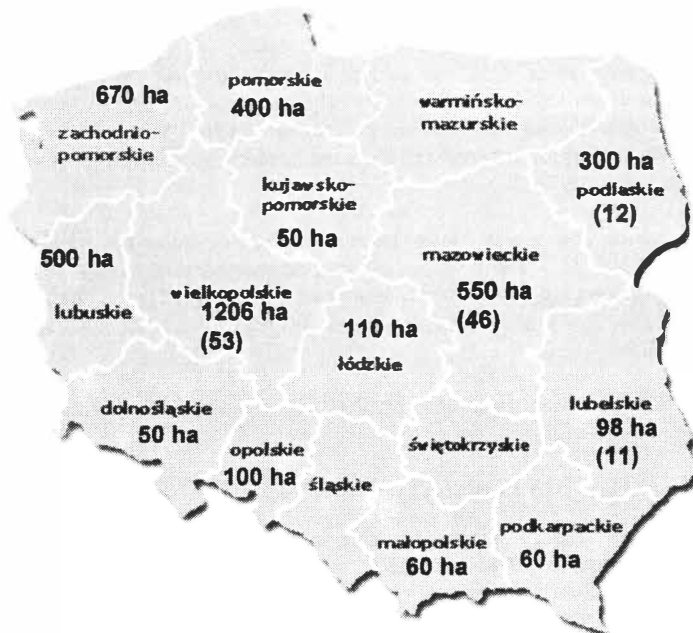 670 ha
zachodnio-
pomorskie
pomorskie
400 ha
warmińsko-
mazurskie
300 ha
podlaskie
(12)
kujawsko-
pomorskie
50 ha
500 ha
lubuskie
wielkopolskie
1206 ha
(53)
mazowieckie
550 ha
(46)
110 ha
łódzkie
dolnośląskie
50 ha
opolskie
100 ha
śląskie
świętokrzyskie
lubelskie
98 ha
(11)
małopolskie
60 ha
podkarpackie
60 ha